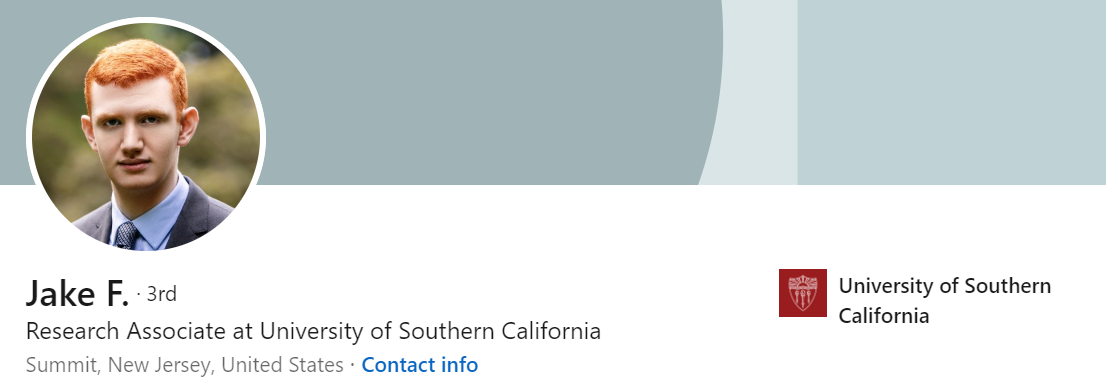 Jake F. · 3rd
Research Associate at University of Southern California
Summit, New Jersey, United States · Contact info
University of Southern
California